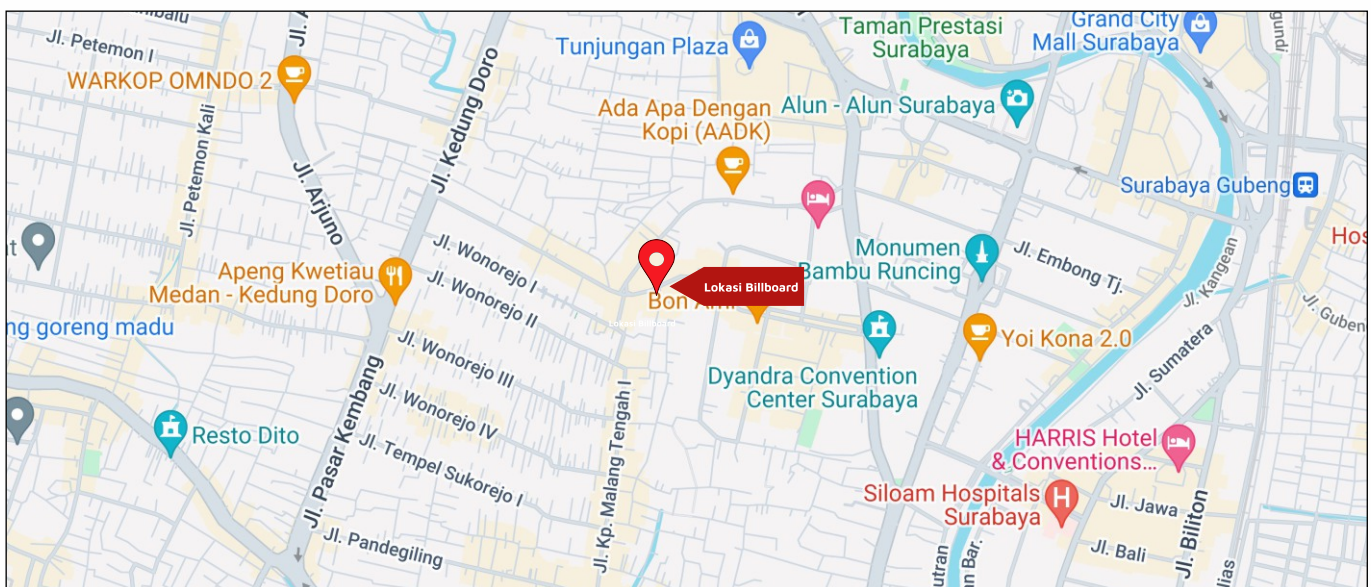 Jl. Petemon I
WARKOP OMNDO 2
Jl. Petemon Kali
Jl. Arjuno
Jl. Kedung Doro
Tunjungan Plaza
Taman Prestasi
Surabaya
Grand City
Mall Surabaya
Ada Apa Dengan
Kopi (AADK)
Alun - Alun Surabaya
Surabaya Gubeng
Jl. Wonorejo I
Jl. Wonorejo II
Apeng Kwetiau
Medan - Kedung Doro
Lokasi Billboard
Lokasi Billboard
Monumen
Bambu Runcing
Jl. Embong Tj.
Jl. Kangean
ng goreng madu
Jl. Wonorejo III
Jl. Wonorejo IV
Yoi Kona 2.0
Jl. Sumatera
Dyandra Convention
Center Surabaya
Resto Dito
Jl. Pasar Kembang
Jl. Tempel Sukorejo I
Jl. Kp. Malang Tengah I
Jl. Pandegiling
HARRIS Hotel
& Conventions...
Siloam Hospitals
Surabaya
Jl. Jawa
Jl. Bali
Jl. Biliton